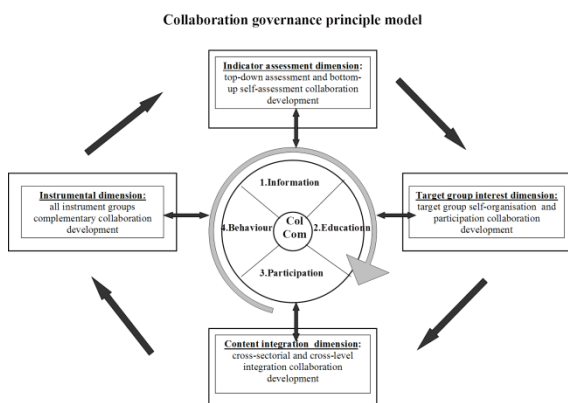 Collaboration governance principle model
Indicator assessment dimension:
top-down assessment and bottom-
up self-assessment collaboration
development
Instrumental dimension:
all instrument groups
complementary collaboration
development
1.Information
4.Behaviour
Col
Com
2.Educationn
3.Participation
Target group interest dimension:
target group self-organisation and
participation collaboration
development
Content integration dimension:
cross-sectorial and cross-level
integration collaboration
development